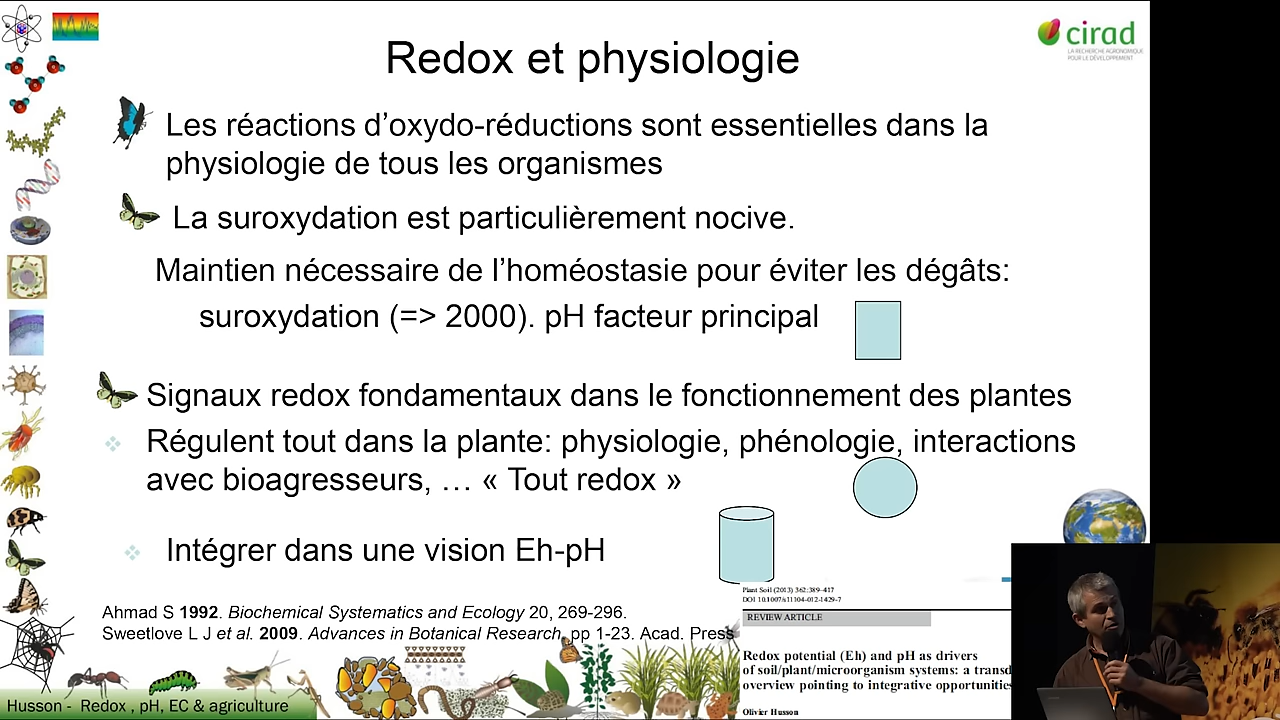 cirad
LA RECHERCHE AGRONOMIQUE
POUR LE DÉVELOPPEMENT
Redox et physiologie
Les réactions d’oxydo-réductions sont essentielles dans la
physiologie de tous les organismes
La suroxydation est particulièrement nocive.
Maintien nécessaire de l’homéostasie pour éviter les dégâts:
suroxydation (=> 2000). pH facteur principal
Signaux redox fondamentaux dans le fonctionnement des plantes
Régulent tout dans la plante: physiologie, phénologie, interactions
avec bioagresseurs, … « Tout redox »
Intégrer dans une vision Eh-pH
Ahmad S 1992. Biochemical Systematics and Ecology 20, 269-296.
Sweetlove L J et al. 2009. Advances in Botanical Research, pp 1-23. Acad. Press
Plant Soil (2013) 362:389–417
DOI 10.1007/s11104-012-1429-7
REVIEW ARTICLE
Redox potential (Eh) and pH as drivers
of soil/plant/microorganism systems: a transd
overview pointing to integrative opportunitie
Olivier Husson
Husson - Redox , pH, EC & agriculture